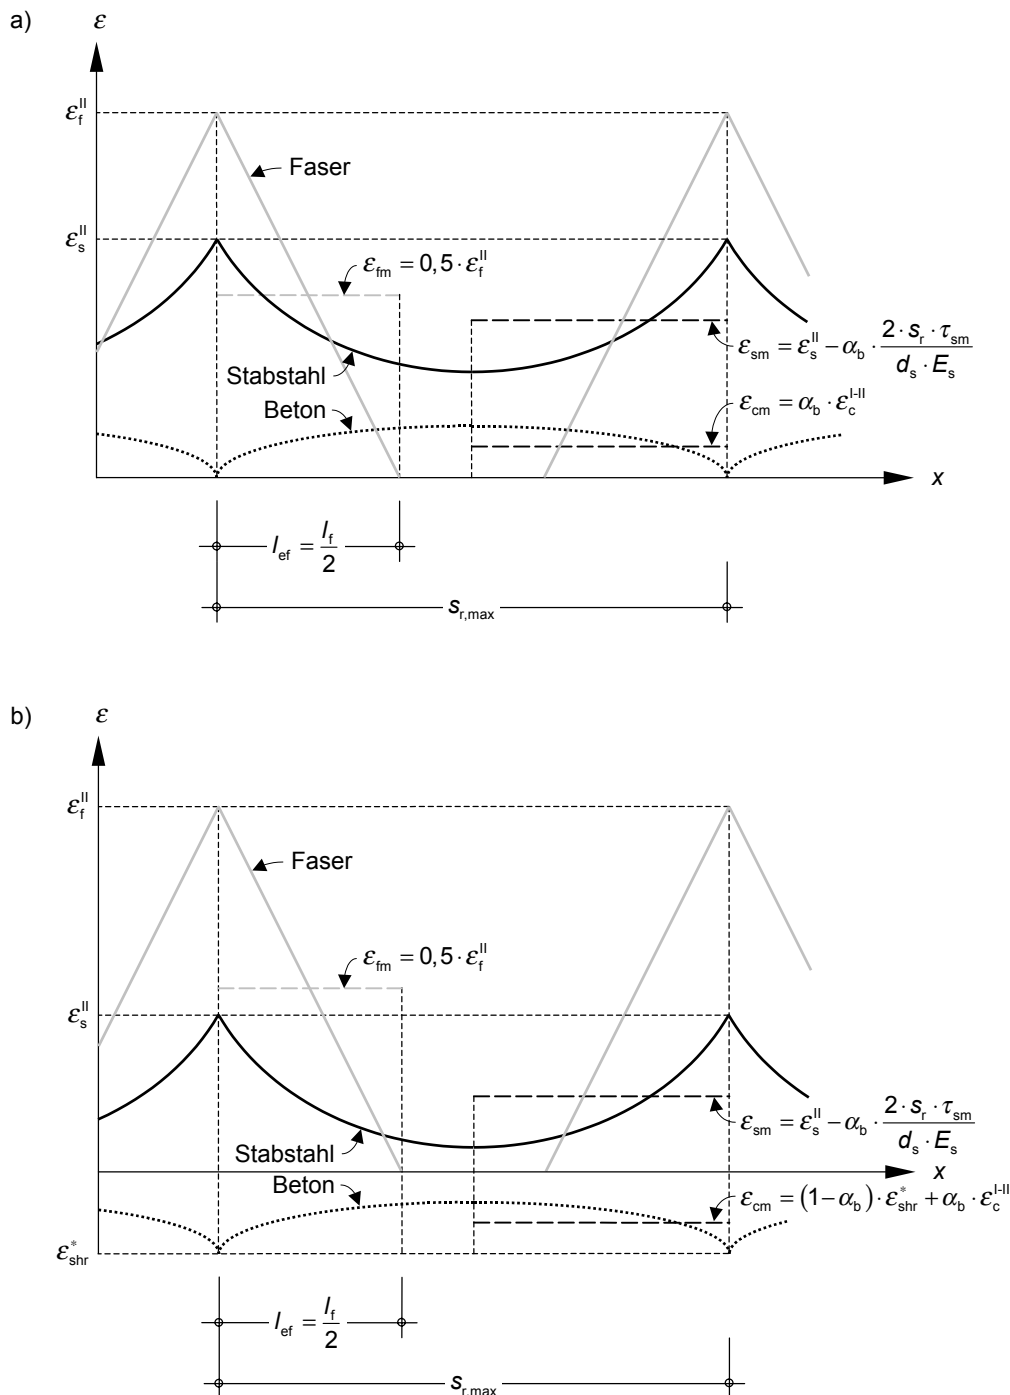 a)
ε
ε_f^II
Faser
ε_s^II
ε_fm = 0,5 · ε_f^II
ε_sm = ε_s^II − α_b · (2 · s_r · τ_sm) / (d_s · E_s)
Stabstahl
Beton
ε_cm = α_b · ε_c^I-II
x
l_ef = l_f / 2
s_r,max
b)
ε
ε_f^II
Faser
ε_fm = 0,5 · ε_f^II
ε_s^II
ε_sm = ε_s^II − α_b · (2 · s_r · τ_sm) / (d_s · E_s)
Stabstahl
x
Beton
ε_cm = (1 − α_b) · ε_shr^* + α_b · ε_c^I-II
ε_shr^*
l_ef = l_f / 2
s_r,max